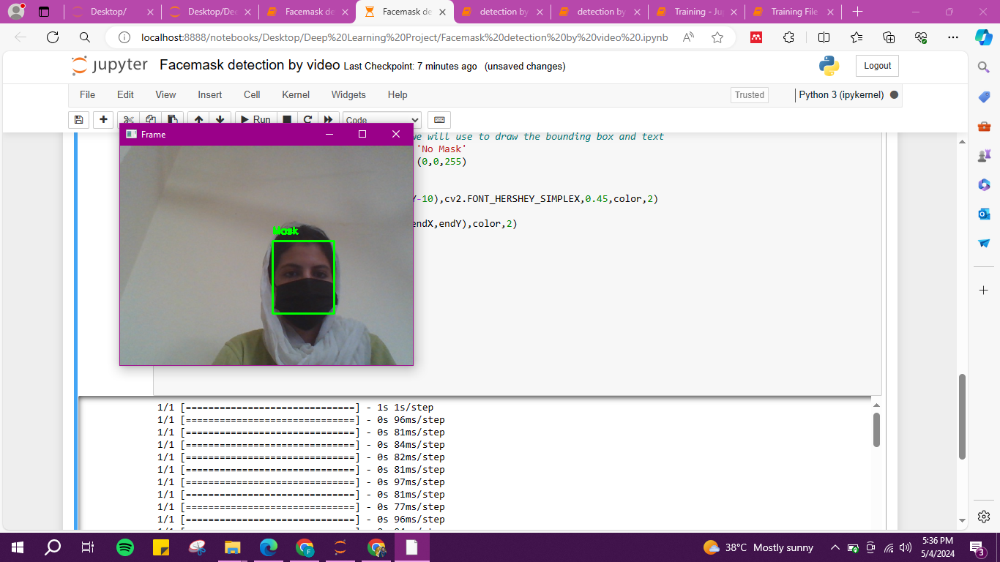 Desktop/
Desktop/Dee
Facemask de
Facemask de
detection by
detection by
Training - Ju
Training File
localhost:8888/notebooks/Desktop/Deep%20Learning%20Project/Facemask%20detection%20by%20video%20.ipynb
jupyter Facemask detection by video Last Checkpoint: 7 minutes ago (unsaved changes)
Logout
File Edit View Insert Cell Kernel Widgets Help
Trusted
Python 3 (ipykernel)
Run
Code
Frame
we will use to draw the bounding box and text
'No Mask'
(0,0,255)
Y-10),cv2.FONT_HERSHEY_SIMPLEX,0.45,color,2)
endX,endY),color,2)
Mask
1/1 [==============================] - 1s 1s/step
1/1 [==============================] - 0s 96ms/step
1/1 [==============================] - 0s 81ms/step
1/1 [==============================] - 0s 84ms/step
1/1 [==============================] - 0s 82ms/step
1/1 [==============================] - 0s 81ms/step
1/1 [==============================] - 0s 97ms/step
1/1 [==============================] - 0s 81ms/step
1/1 [==============================] - 0s 77ms/step
1/1 [==============================] - 0s 96ms/step
38°C Mostly sunny
5:36 PM
5/4/2024
3